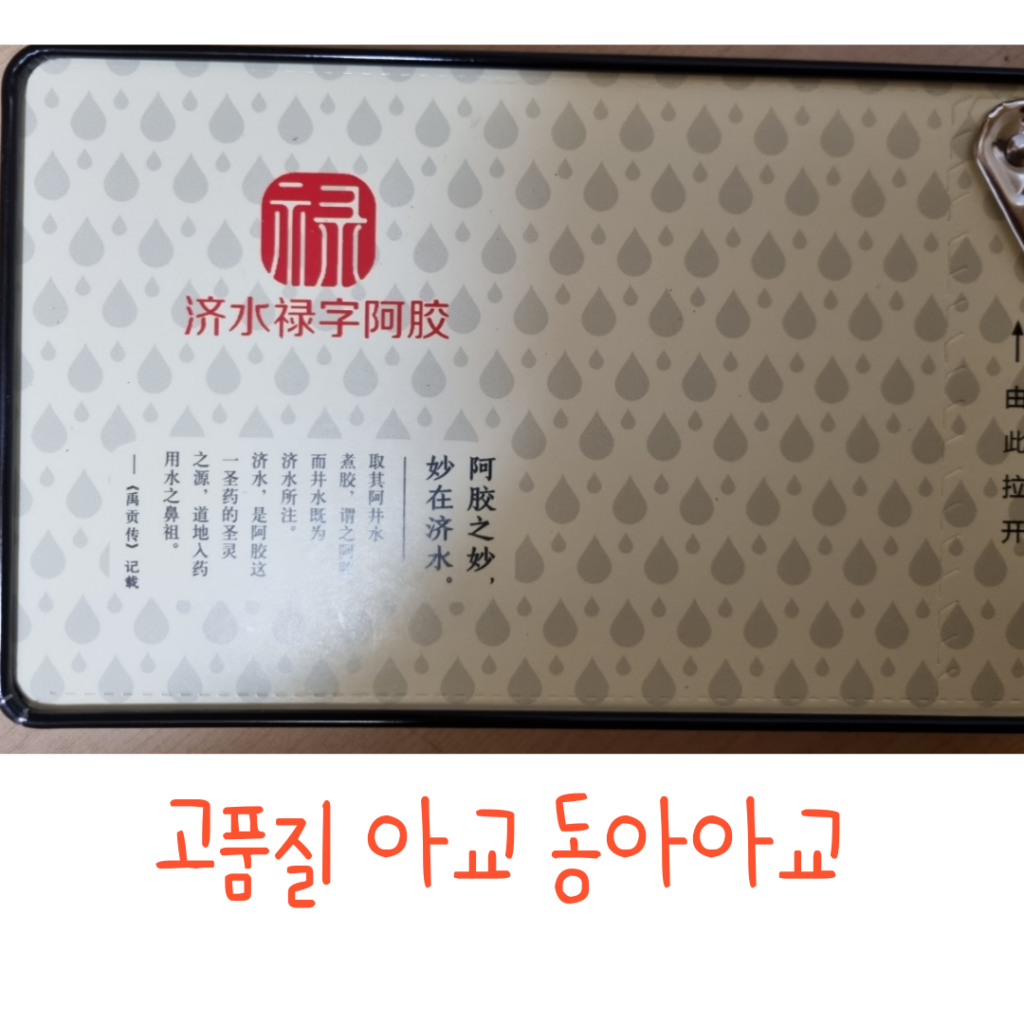 禄
济水禄字阿胶
阿胶之妙，
妙在济水。
取其阿井水
煮胶，谓之阿胶
而井水既为
济水所注。
济水，是阿胶这
一圣药的圣灵
之源，道地入药
用水之鼻祖。
—《禹贡传》记载
由此拉开
고품질 아교 동아아교